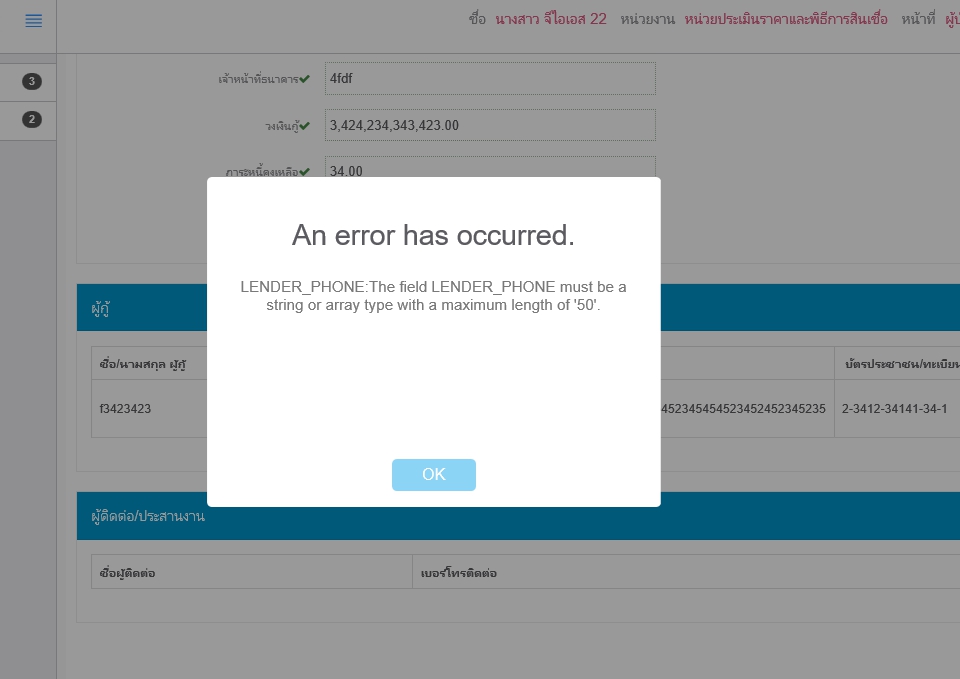 ชื่อ นางสาว จีไอเอส 22 หน่วยงาน หน่วยประเมินราคาและพิธีการสินเชื่อ หน้าที่
3
เจ้าหน้าที่ธนาคาร 4fdf
2
วงเงินกู้ 3,424,234,343,423.00
ภาระหนี้คงเหลือ 34.00
An error has occurred.
LENDER_PHONE:The field LENDER_PHONE must be a
string or array type with a maximum length of '50'.
OK
ผู้กู้
ชื่อ/นามสกุล ผู้กู้ บัตรประชาชน/ทะเบียน
f3423423 452345454523452452345235 2-3412-34141-34-1
ผู้ติดต่อ/ประสานงาน
ชื่อผู้ติดต่อ เบอร์โทรติดต่อ